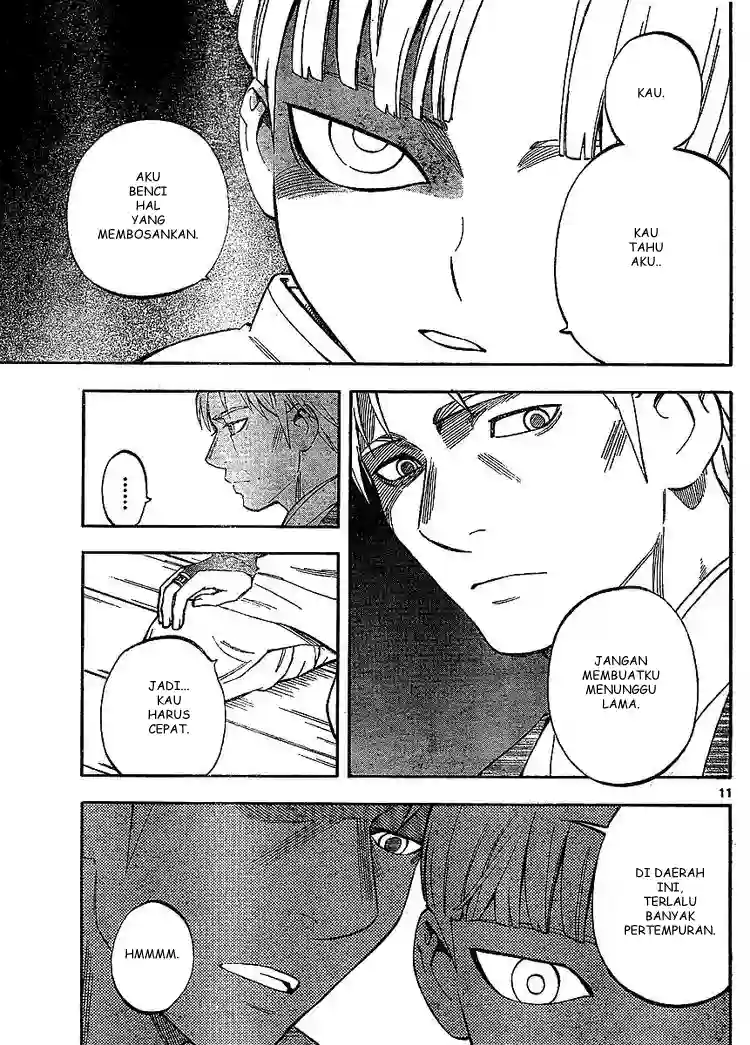 KAU.
KAU
TAHU
AKU..
AKU
BENCI
HAL
YANG
MEMBOSANKAN.
JANGAN
MEMBUATKU
MENUNGGU
LAMA.
......
JADI...
KAU
HARUS
CEPAT.
11
DI DAERAH
INI,
TERLALU
BANYAK
PERTEMPURAN.
HMMMM.